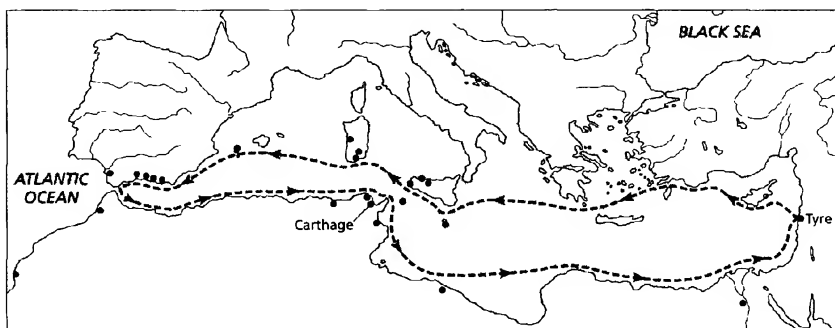 BLACK SEA
ATLANTIC
OCEAN
Carthage
Tyre